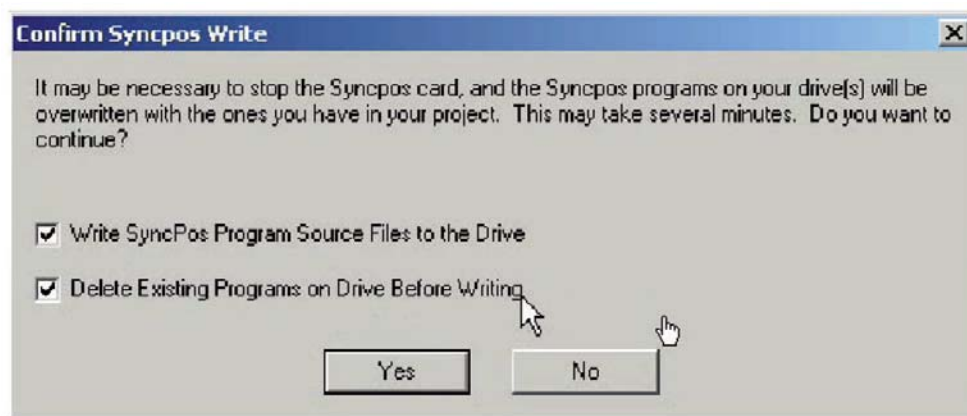 Confirm Syncpos Write
It may be necessary to stop the Syncpos card, and the Syncpos programs on your drive(s) will be
overwritten with the ones you have in your project. This may take several minutes. Do you want to
continue?
Write SyncPos Program Source Files to the Drive
Delete Existing Programs on Drive Before Writing
Yes
No